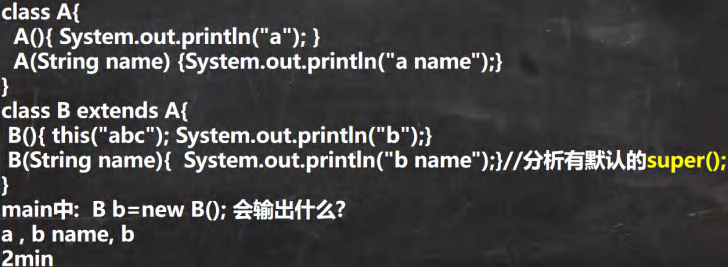 class A{
A(){ System.out.println("a"); }
A(String name) {System.out.println("a name");}
}
class B extends A{
B(){ this("abc"); System.out.println("b");}
B(String name){ System.out.println("b name");}//分析有默认的super();
}
main中: B b=new B(); 会输出什么?
a , b name, b
2min